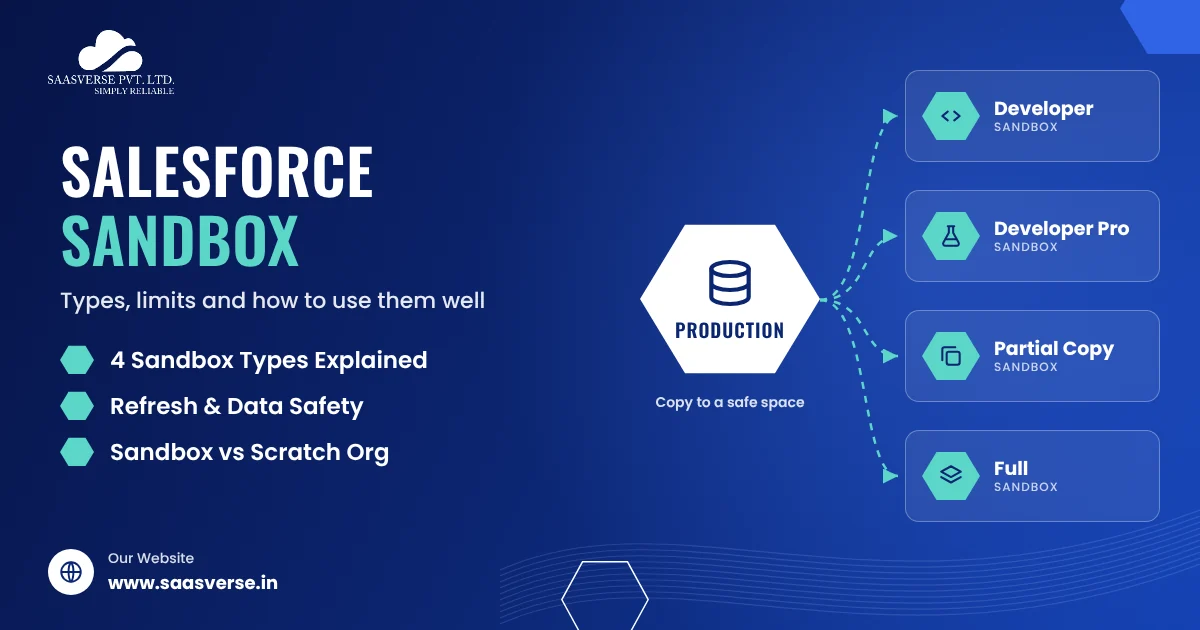 SAASVERSE PVT. LTD.
SIMPLY RELIABLE
SALESFORCE
SANDBOX
Types, limits and how to use them well
4 Sandbox Types Explained
Refresh & Data Safety
Sandbox vs Scratch Org
Our Website
www.saasverse.in
PRODUCTION
Copy to a safe space
Developer
SANDBOX
Developer Pro
SANDBOX
Partial Copy
SANDBOX
Full
SANDBOX